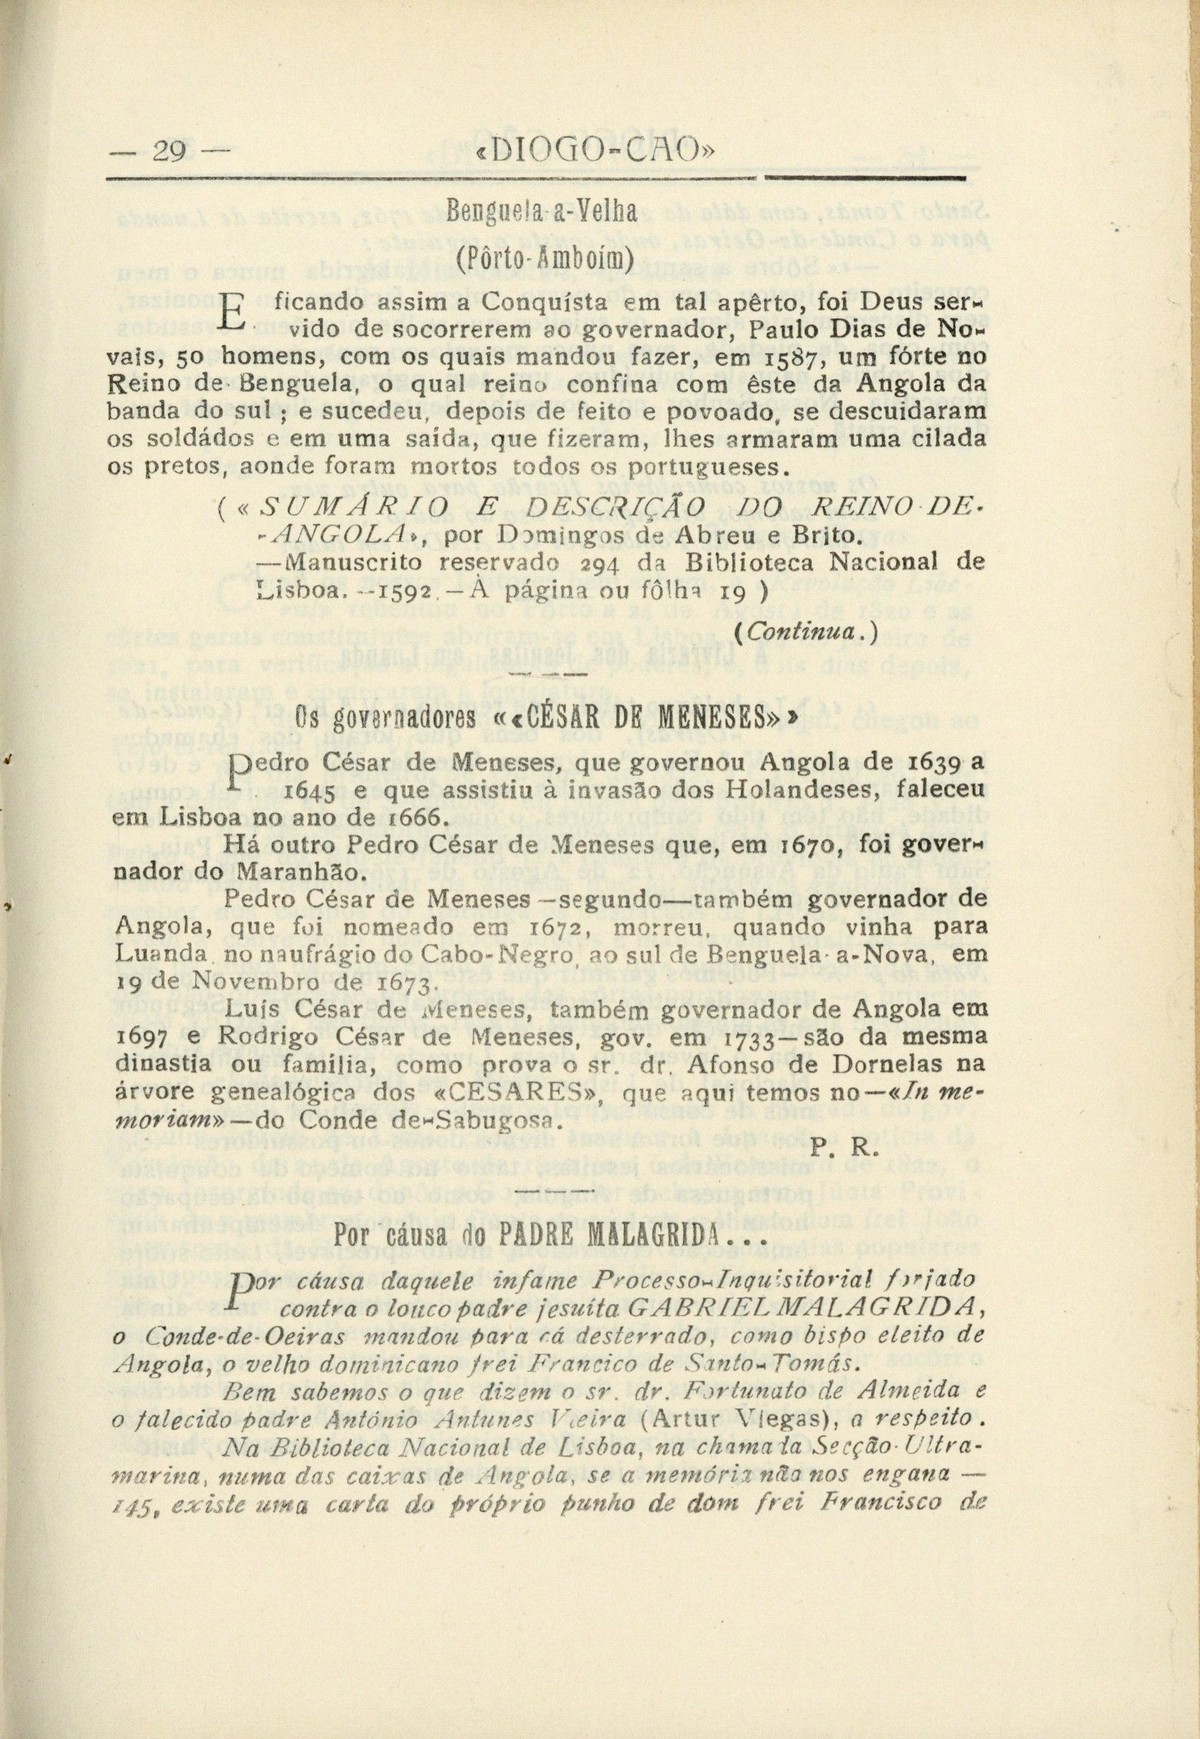 — 29 —
«DIOGO-CAO»
Benguela-a-Velha
(Pôrto-Amboím)
E ficando assim a Conquísta em tal apêrto, foi Deus ser-
vido de socorrerem ao governador, Paulo Dias de No-
vais, 50 homens, com os quais mandou fazer, em 1587, um fórte no
Reino de Benguela, o qual reino confina com êste da Angola da
banda do sul; e sucedeu, depois de feito e povoado, se descuidaram
os soldádos e em uma saída, que fizeram, lhes armaram uma cilada
os pretos, aonde foram mortos todos os portugueses.
(«SUMÁRIO E DESCRIÇÃO DO REINO DE-
-ANGOLA», por Domingos de Abreu e Brito.
—Manuscrito reservado 294 da Biblioteca Nacional de
Lisboa.--1592.—À página ou fôlha 19 )
(Continua.)
Os governadores ««CÉSAR DE MENESES»»
Pedro César de Meneses, que governou Angola de 1639 a
1645 e que assistiu à invasão dos Holandeses, faleceu
em Lisboa no ano de 1666.
Há outro Pedro César de Meneses que, em 1670, foi gover-
nador do Maranhão.
Pedro César de Meneses—segundo—também governador de
Angola, que foi nomeado em 1672, morreu, quando vinha para
Luanda, no naufrágio do Cabo-Negro, ao sul de Benguela-a-Nova, em
19 de Novembro de 1673.
Luís César de Meneses, também governador de Angola em
1697 e Rodrigo César de Meneses, gov. em 1733—são da mesma
dinastia ou família, como prova o sr. dr. Afonso de Dornelas na
árvore genealógica dos «CESARES», que aqui temos no—«In me-
moriam»—do Conde de-Sabugosa.
P. R.
Por cáusa do PADRE MALAGRIDA...
Por cáusa daquele infame Processo-Inquisitorial forjado
contra o louco padre jesuíta GABRIEL MALAGRIDA,
o Conde-de-Oeiras mandou para cá desterrado, como bispo eleito de
Angola, o velho dominicano frei Francico de Santo-Tomás.
Bem sabemos o que dizem o sr. dr. Fortunato de Almeida e
o falecido padre António Antunes Vieira (Artur Viegas), a respeito.
Na Biblioteca Nacional de Lisboa, na chamada Secção-Ultra-
marina, numa das caixas de Angola, se a memória não nos engana —
145, existe uma carta do próprio punho de dom frei Francisco de